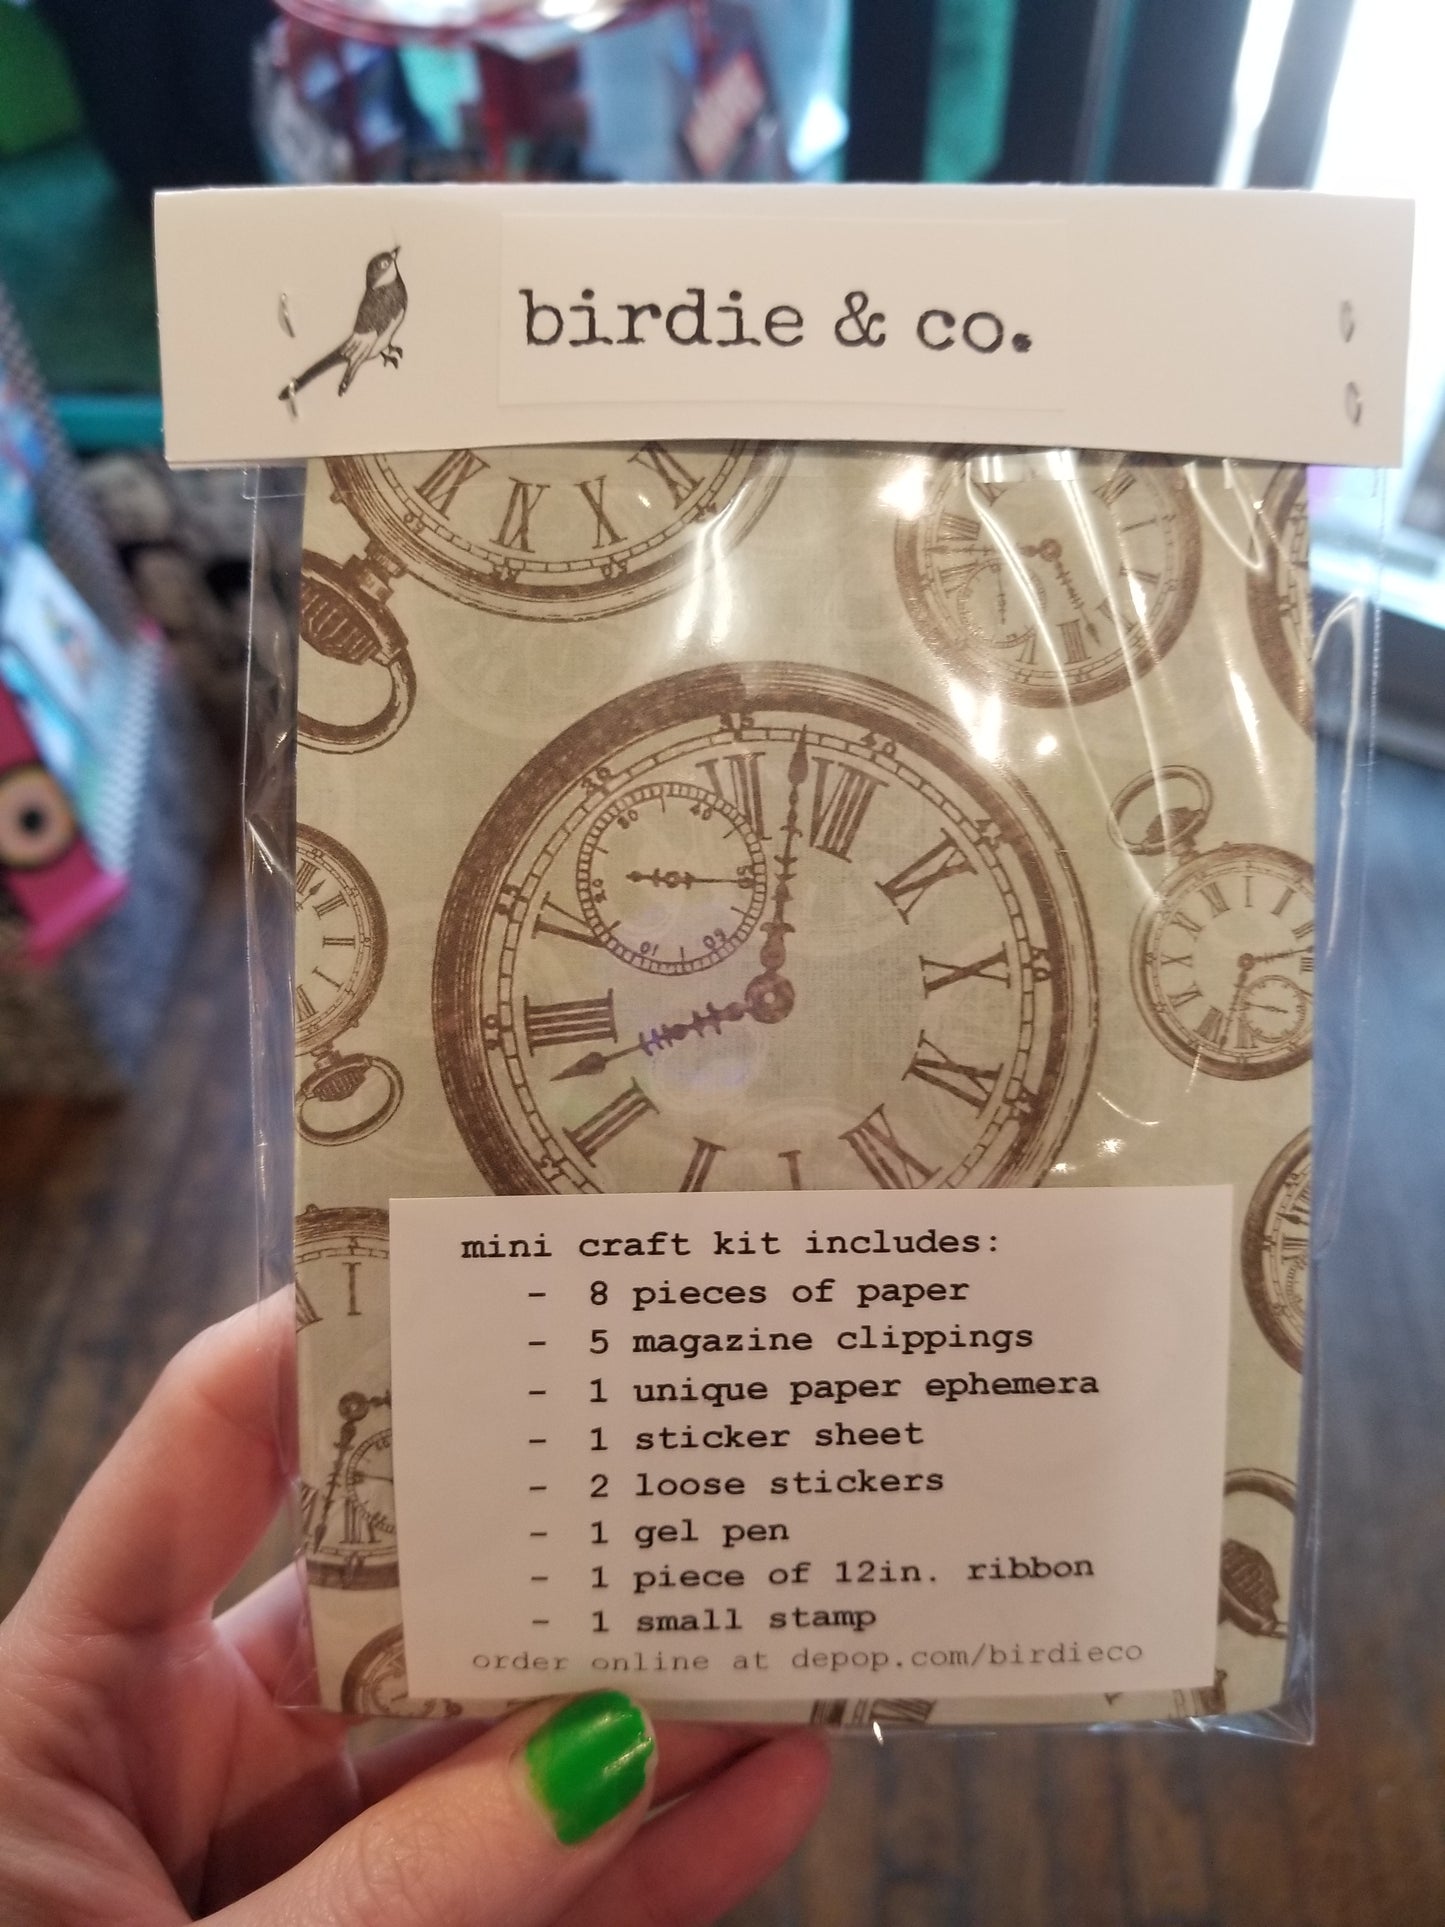 birdie & co.
mini craft kit includes:
- 8 pieces of paper
- 5 magazine clippings
- 1 unique paper ephemera
- 1 sticker sheet
- 2 loose stickers
- 1 gel pen
- 1 piece of 12in. ribbon
- 1 small stamp
order online at depop.com/birdieco